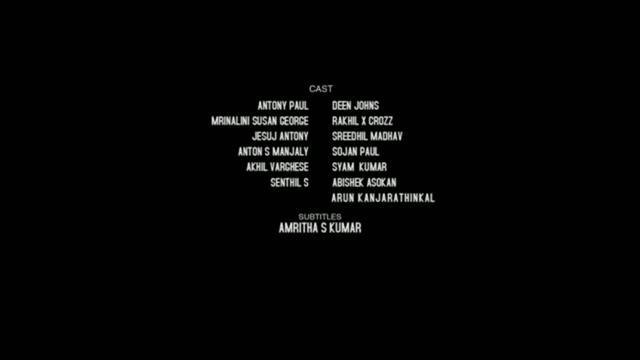 CAST
ANTONY PAUL DEEN JOHNS
MRINALINI SUSAN GEORGE RAKHIL X CROZZ
JESUJ ANTONY SREEDHIL MADHAV
ANTON S MANJALY SOJAN PAUL
AKHIL VARGHESE SYAM KUMAR
SENTHIL S ABISHEK ASOKAN
ARUN KANJARATHINKAL
SUBTITLES
AMRITHA S KUMAR